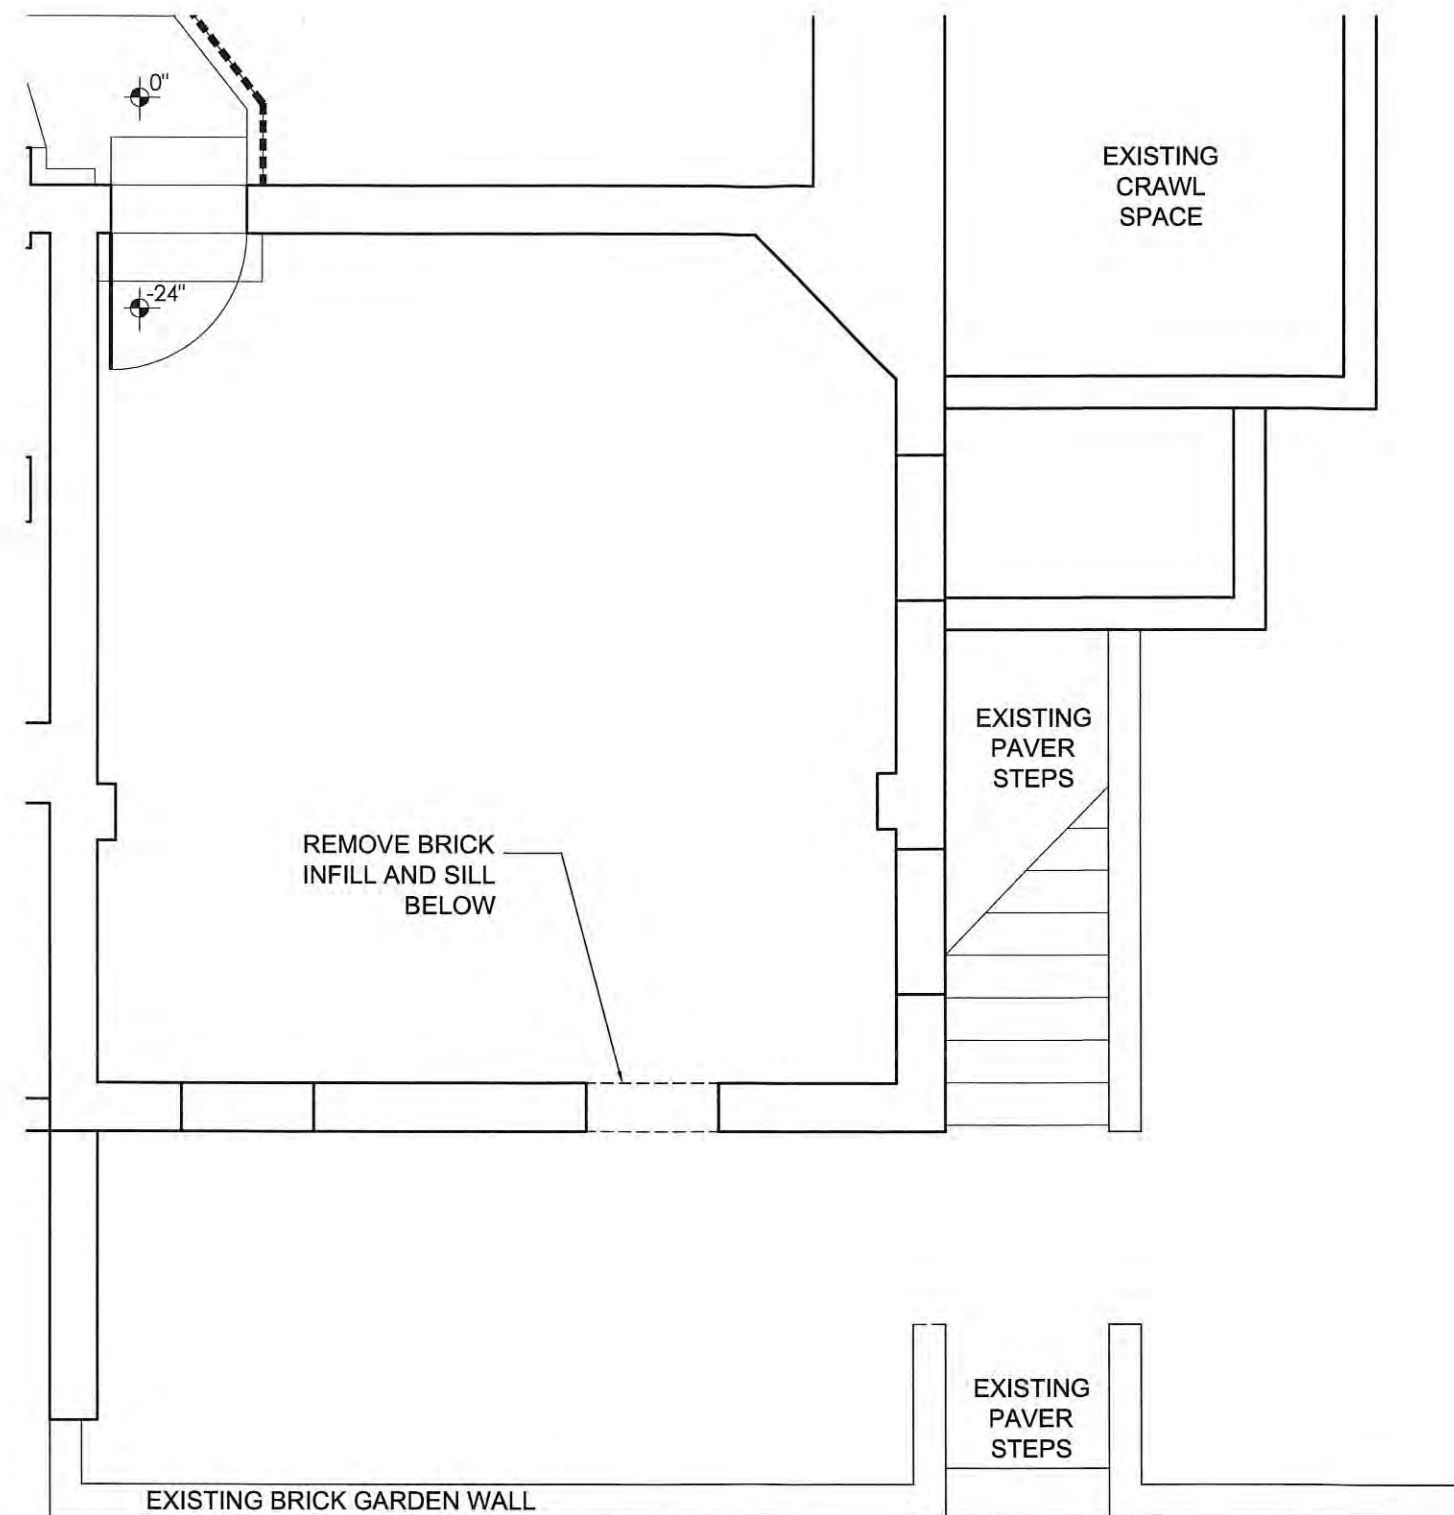 0"
EXISTING
CRAWL
SPACE
-24"
EXISTING
PAVER
STEPS
REMOVE BRICK
INFILL AND SILL
BELOW
EXISTING
PAVER
STEPS
EXISTING BRICK GARDEN WALL